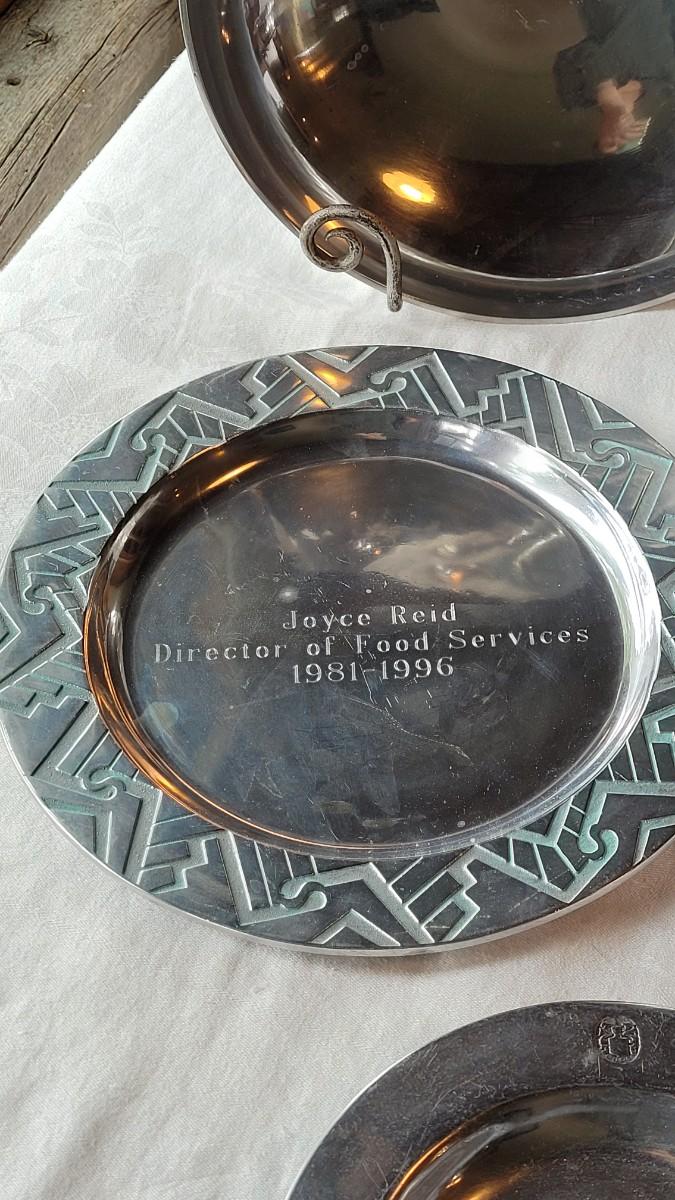 Joyce Reid
Director of Food Services
1981-1996